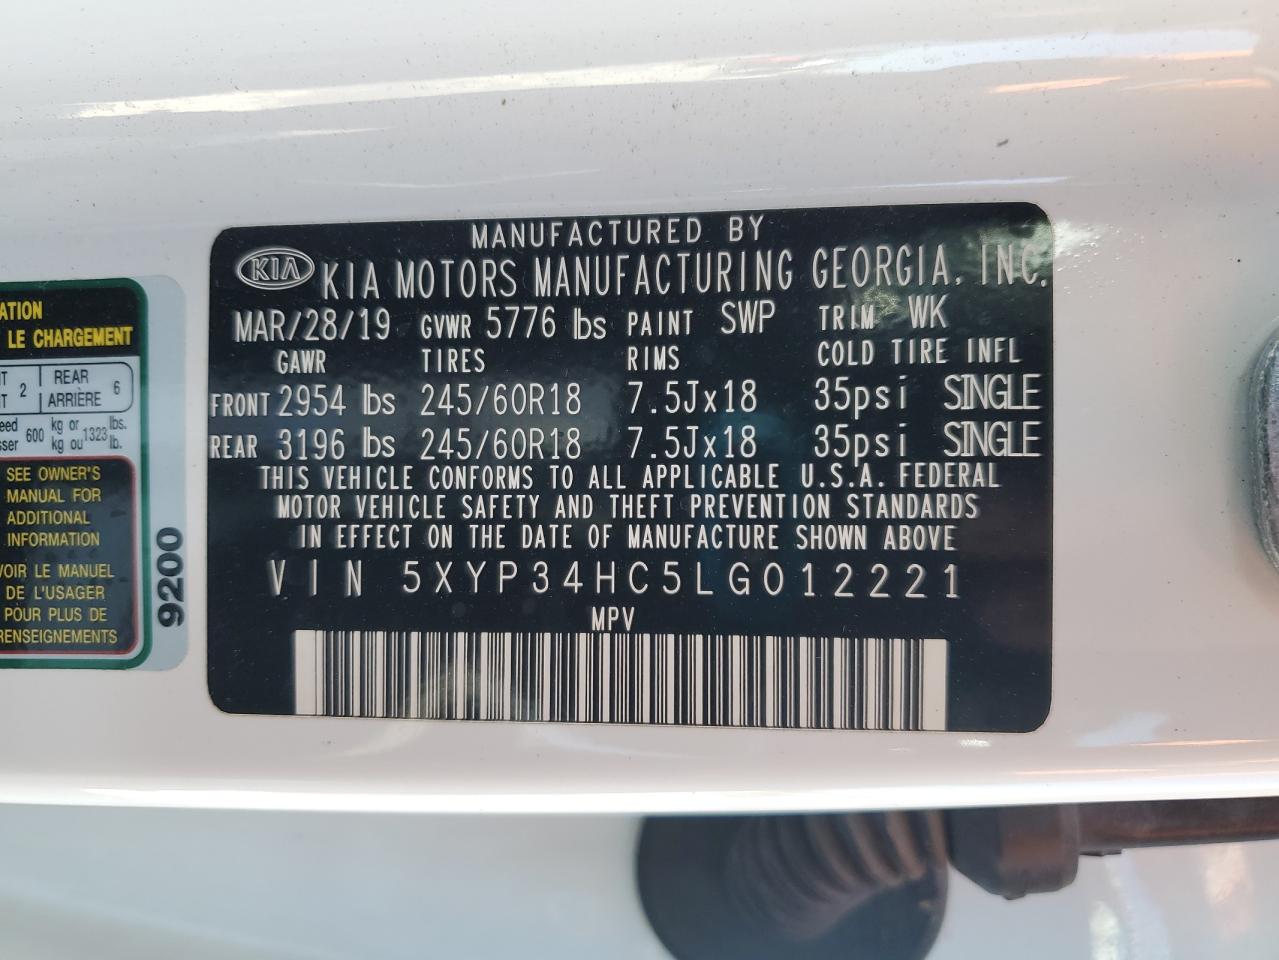 MANUFACTURED BY
KIA KIA MOTORS MANUFACTURING GEORGIA, INC.
MAR/28/19 GVWR 5776 lbs PAINT SWP TRIM WK
GAWR TIRES RIMS COLD TIRE INFL
FRONT 2954 lbs 245/60R18 7.5Jx18 35psi SINGLE
REAR 3196 lbs 245/60R18 7.5Jx18 35psi SINGLE
THIS VEHICLE CONFORMS TO ALL APPLICABLE U.S.A. FEDERAL
MOTOR VEHICLE SAFETY AND THEFT PREVENTION STANDARDS
IN EFFECT ON THE DATE OF MANUFACTURE SHOWN ABOVE
VIN 5XYP34HC5LG012221
MPV
LE CHARGEMENT
2 REAR 6
ARRIÈRE
600 kg or 1323 lbs.
kg ou lb.
SEE OWNER'S
MANUAL FOR
ADDITIONAL
INFORMATION
LE MANUEL
DE L'USAGER
POUR PLUS DE
RENSEIGNEMENTS
9200